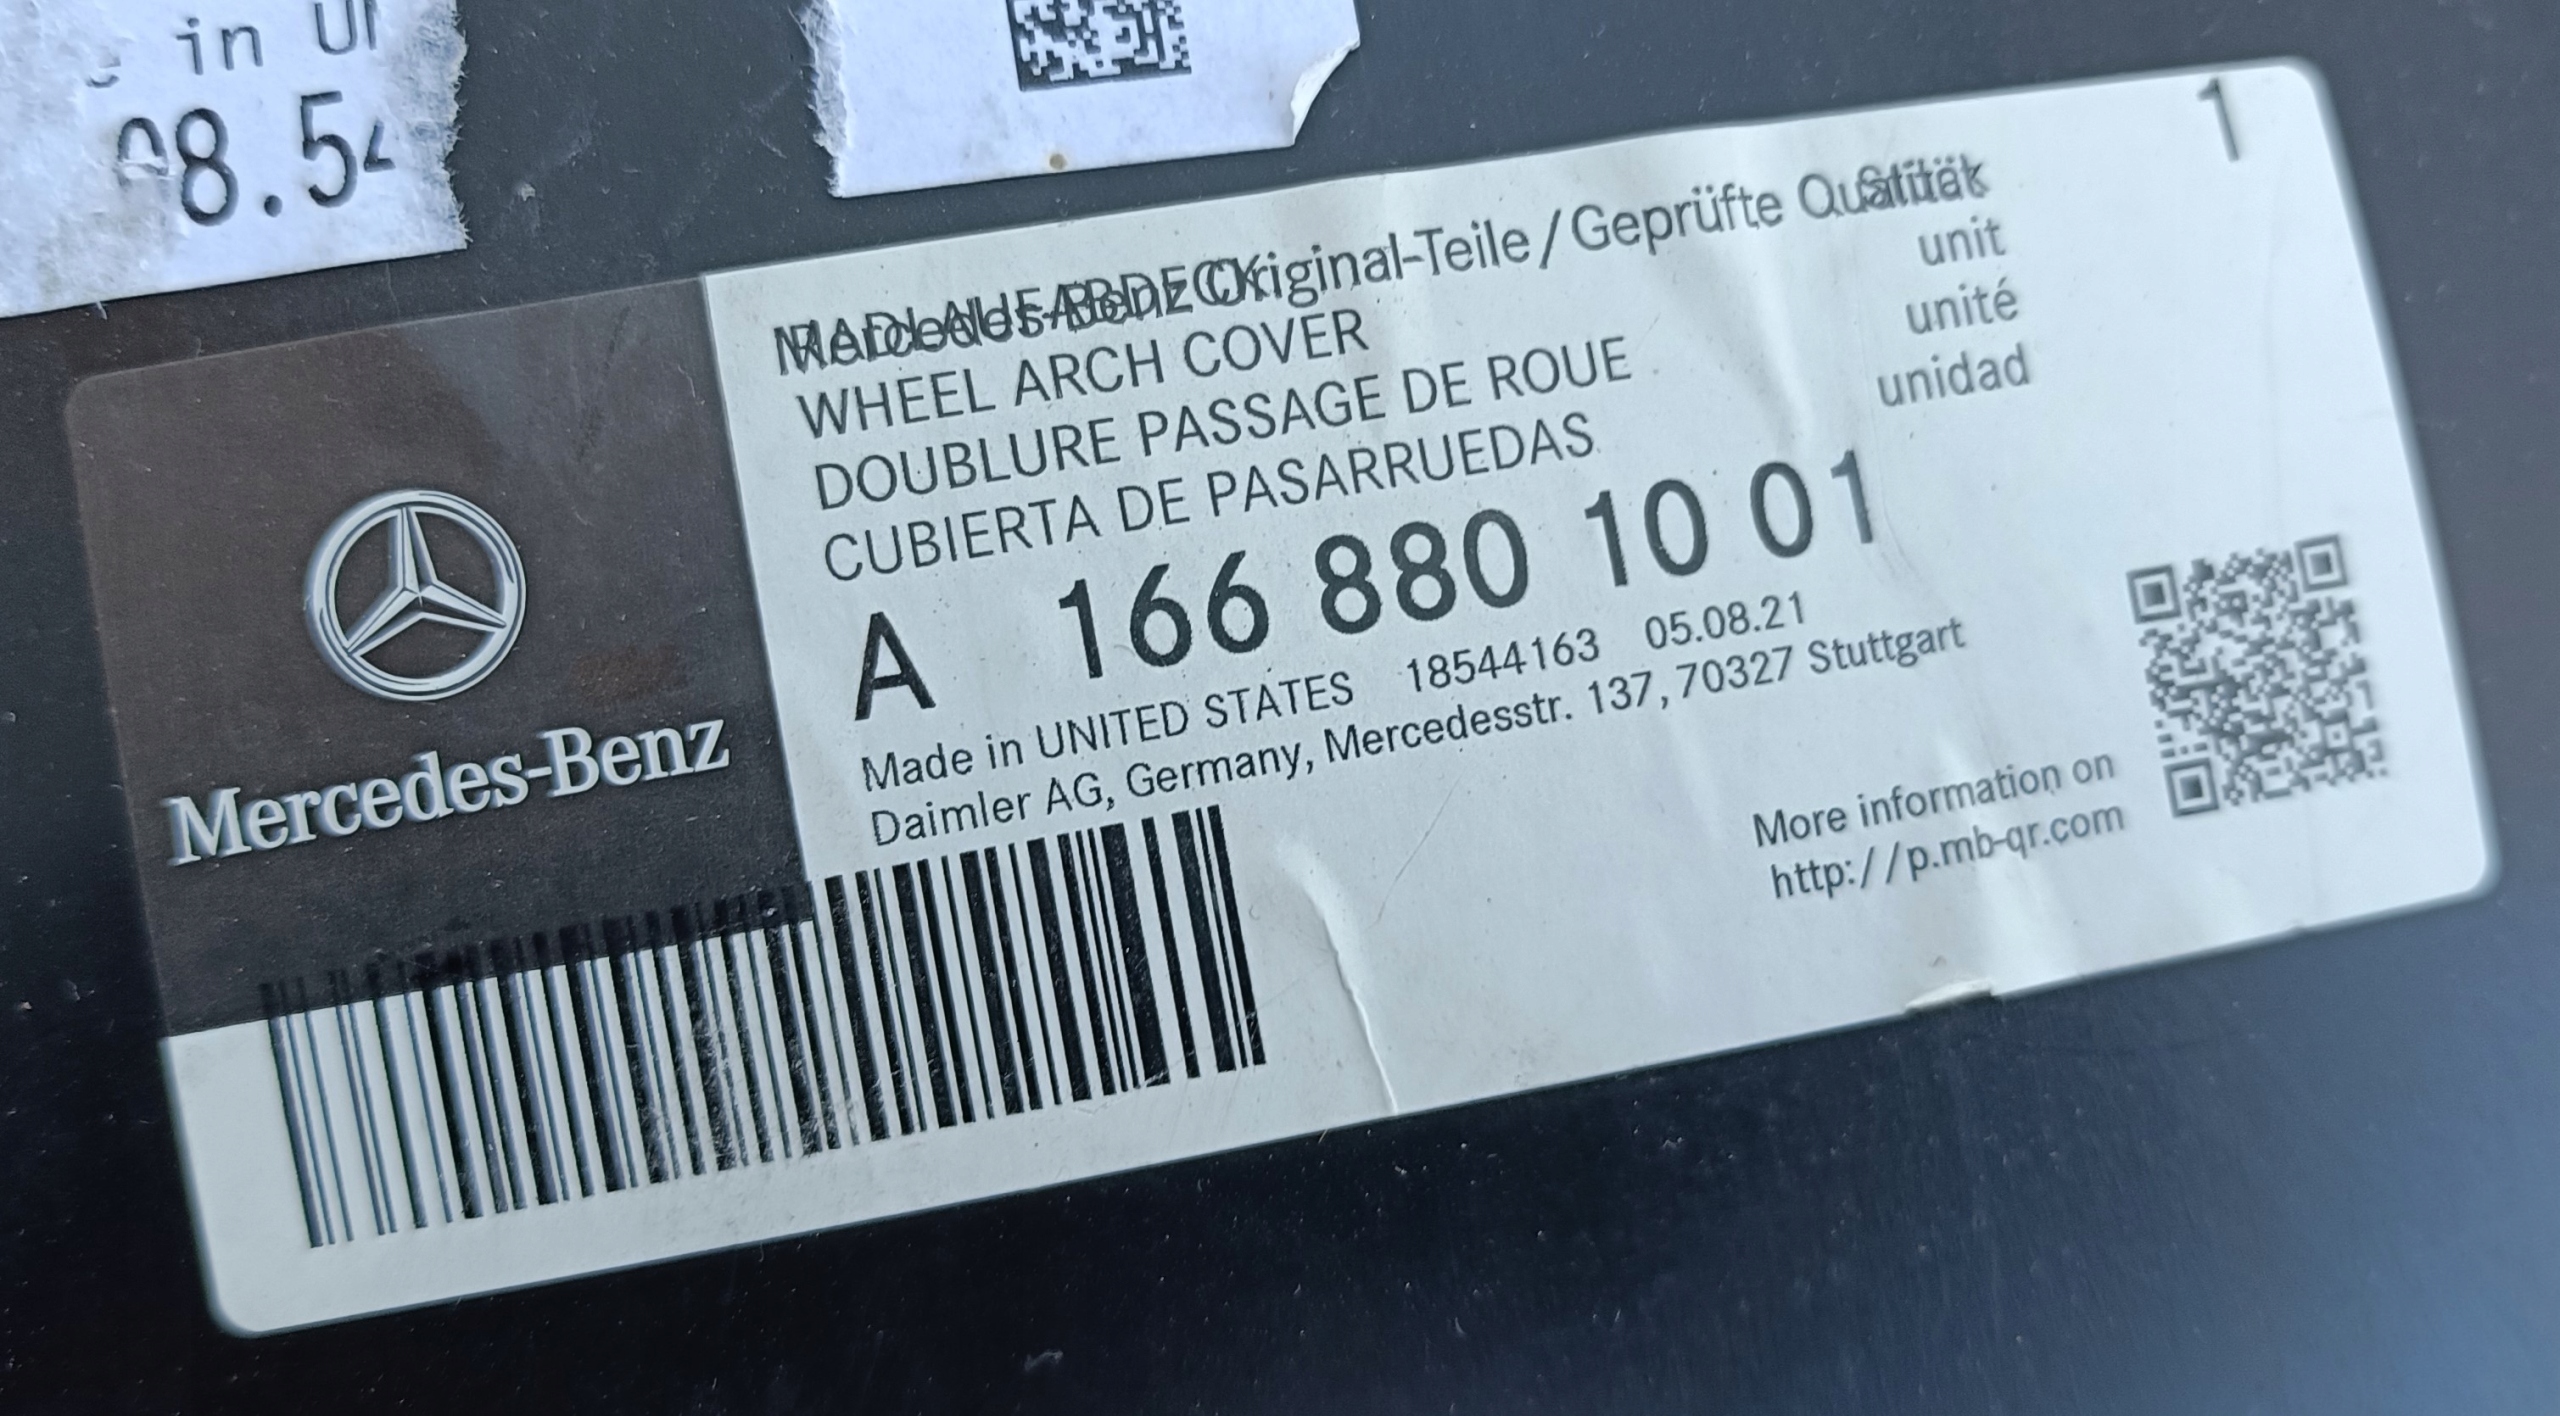 in
8.5
1
Mercedes-Benz Original-Teile/Geprüfte Qualität
Stück
RADLAUFABDECK
unit
WHEEL ARCH COVER
unité
DOUBLURE PASSAGE DE ROUE
unidad
CUBIERTA DE PASARRUEDAS
A 166 880 10 01
Made in UNITED STATES 18544163 05.08.21
Daimler AG, Germany, Mercedesstr. 137, 70327 Stuttgart
Mercedes-Benz
More information on
http://p.mb-qr.com